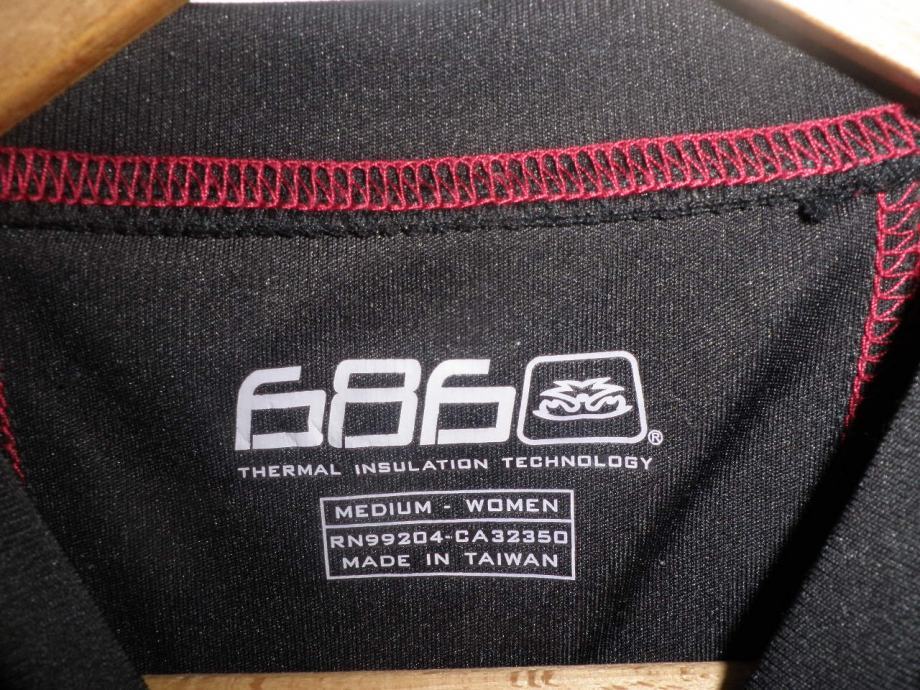 686®
THERMAL INSULATION TECHNOLOGY
MEDIUM - WOMEN
RN99204-CA32350
MADE IN TAIWAN